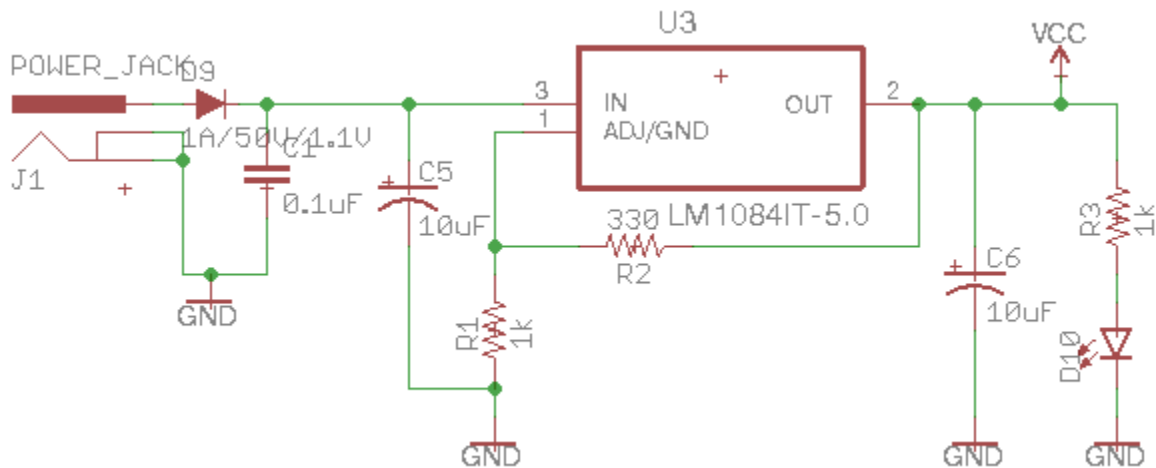 U3
VCC
POWER_JACK
D9
3
IN
OUT
2
1
ADJ/GND
1A/50V/1.1V
C1
J1
C5
0.1uF
10uF
330
LM1084IT-5.0
R2
R3
1k
C6
10uF
GND
R1
1k
D10
GND
GND
GND